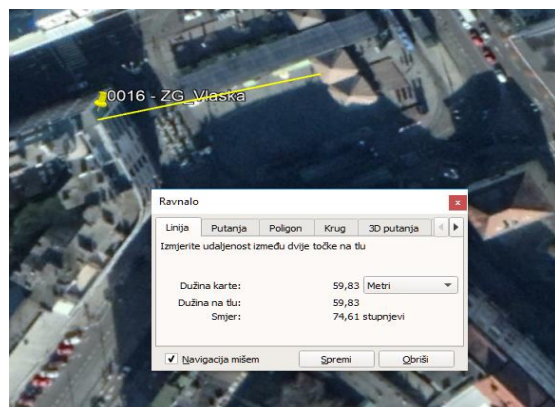 0016 - ZG_Vlaska
Ravnalo
x
Linija Putanja Poligon Krug 3D putanja
Izmjerite udaljenost između dvije točke na tlu
Dužina karte: 59,83 Metri
Dužina na tlu: 59,83
Smjer: 74,61 stupnjevi
Navigacija mišem Spremi Obriši